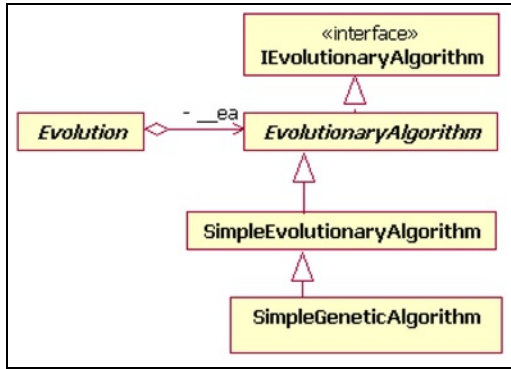 «interface»
IEvolutionaryAlgorithm
Evolution
- __ea
EvolutionaryAlgorithm
SimpleEvolutionaryAlgorithm
SimpleGeneticAlgorithm